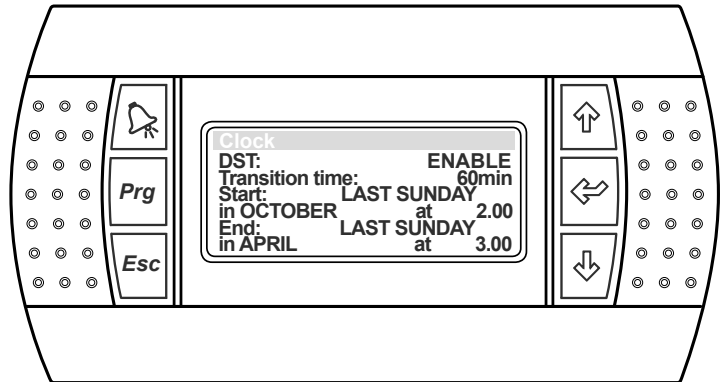 Clock
DST: ENABLE
Transition time: 60min
Start: LAST SUNDAY
in OCTOBER at 2.00
End: LAST SUNDAY
in APRIL at 3.00
Prg
Esc